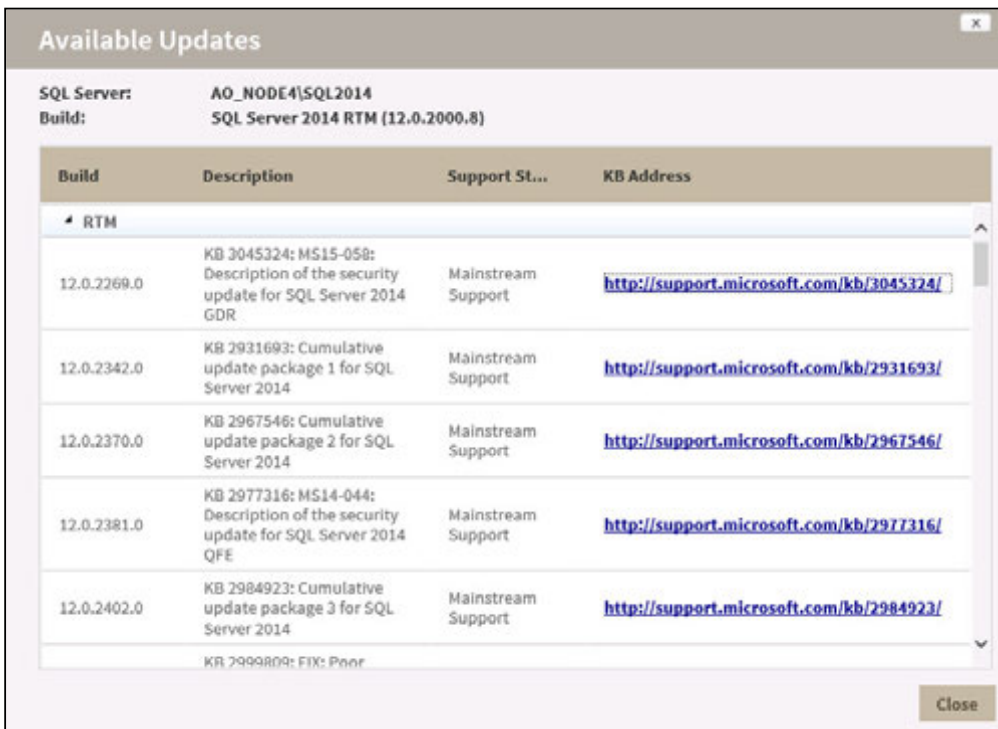 Available Updates
x
SQL Server: AO_NODE4\SQL2014
Build: SQL Server 2014 RTM (12.0.2000.8)
Build Description Support St... KB Address
RTM
12.0.2269.0 KB 3045324: MS15-058: Description of the security update for SQL Server 2014 GDR Mainstream Support http://support.microsoft.com/kb/3045324/
12.0.2342.0 KB 2931693: Cumulative update package 1 for SQL Server 2014 Mainstream Support http://support.microsoft.com/kb/2931693/
12.0.2370.0 KB 2967546: Cumulative update package 2 for SQL Server 2014 Mainstream Support http://support.microsoft.com/kb/2967546/
12.0.2381.0 KB 2977316: MS14-044: Description of the security update for SQL Server 2014 QFE Mainstream Support http://support.microsoft.com/kb/2977316/
12.0.2402.0 KB 2984923: Cumulative update package 3 for SQL Server 2014 Mainstream Support http://support.microsoft.com/kb/2984923/
KB 2999809: FIX: Poor
Close